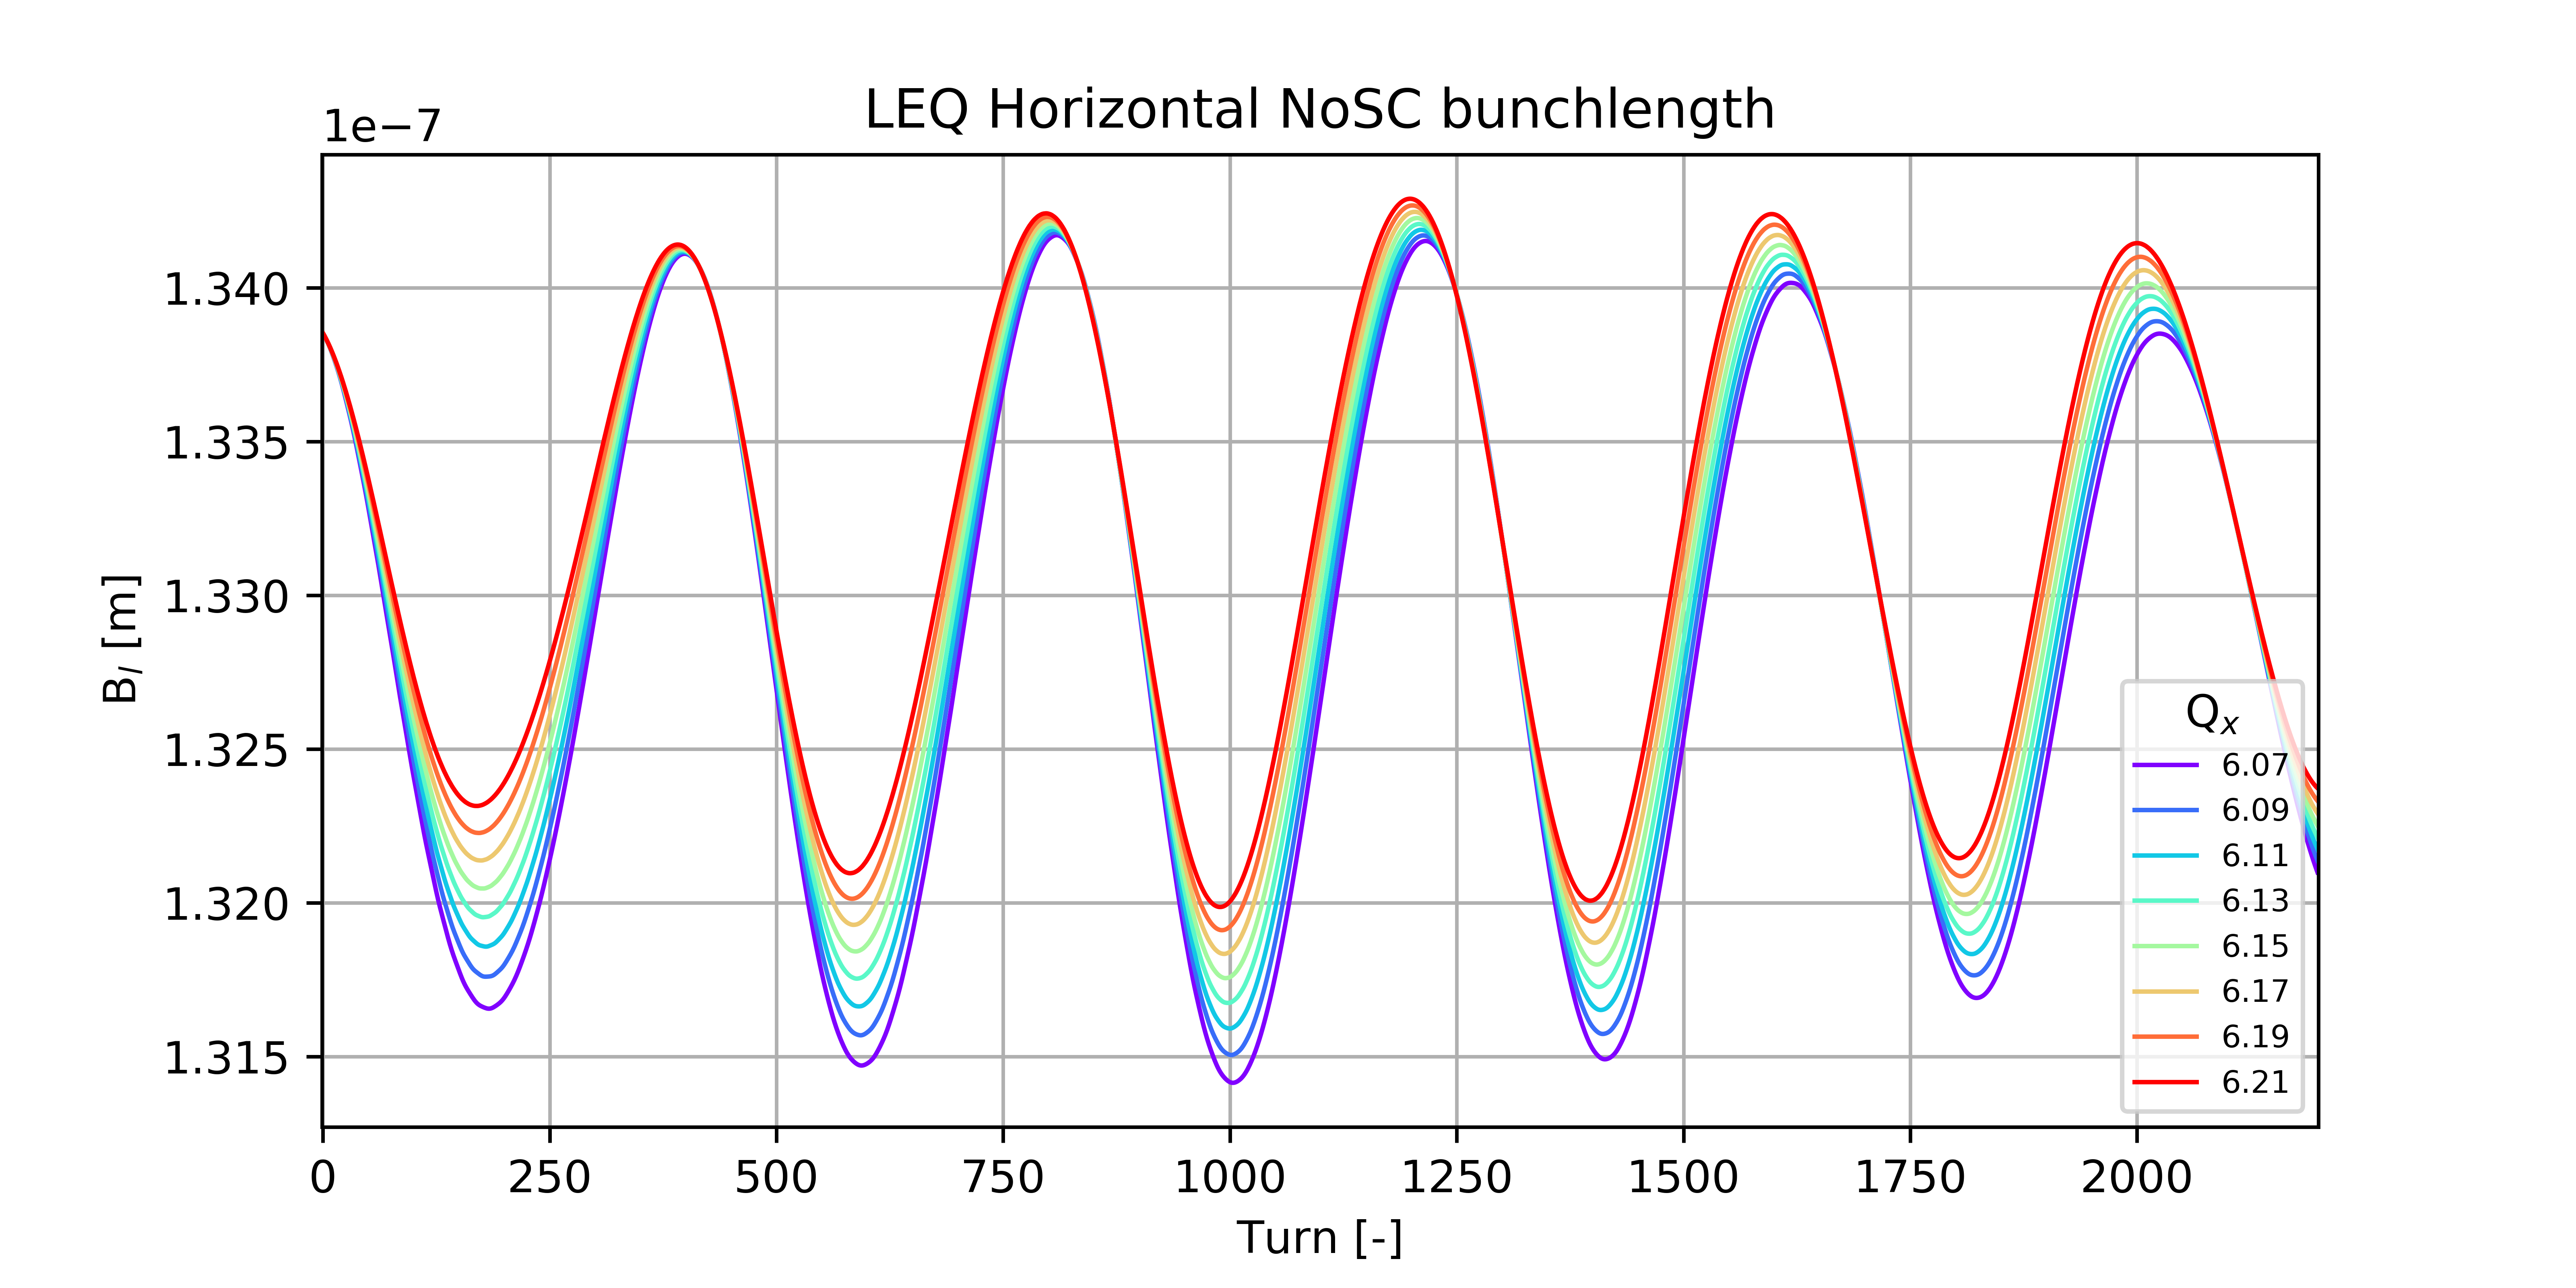 LEQ Horizontal NoSC bunchlength
1e−7
1.340
1.335
1.330
1.325
1.320
1.315
B_l [m]
Q_x
6.07
6.09
6.11
6.13
6.15
6.17
6.19
6.21
0 250 500 750 1000 1250 1500 1750 2000
Turn [-]